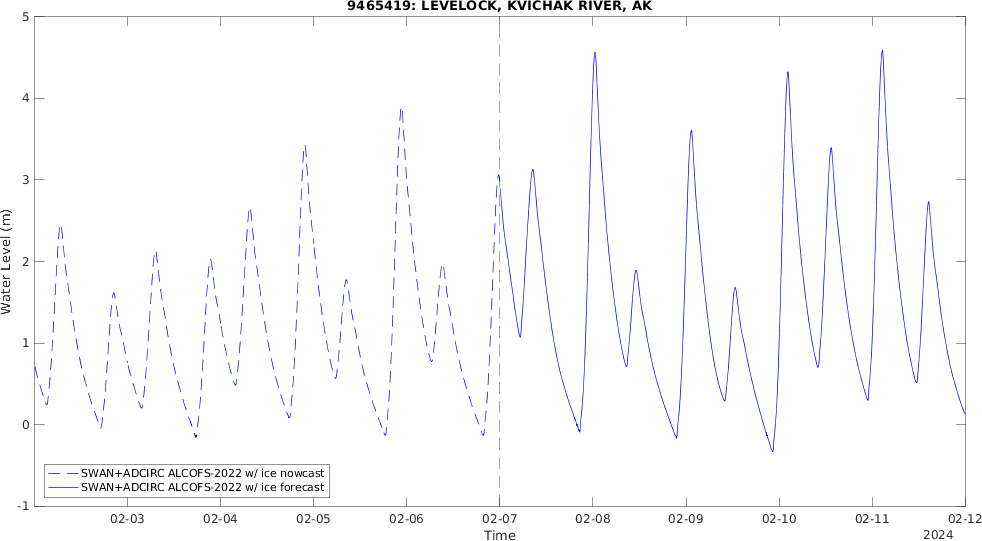 9465419: LEVELOCK, KVICHAK RIVER, AK
5
4
3
2
1
0
-1
Water Level (m)
SWAN+ADCIRC ALCOFS-2022 w/ ice nowcast
SWAN+ADCIRC ALCOFS-2022 w/ ice forecast
02-03 02-04 02-05 02-06 02-07 02-08 02-09 02-10 02-11 02-12
Time
2024